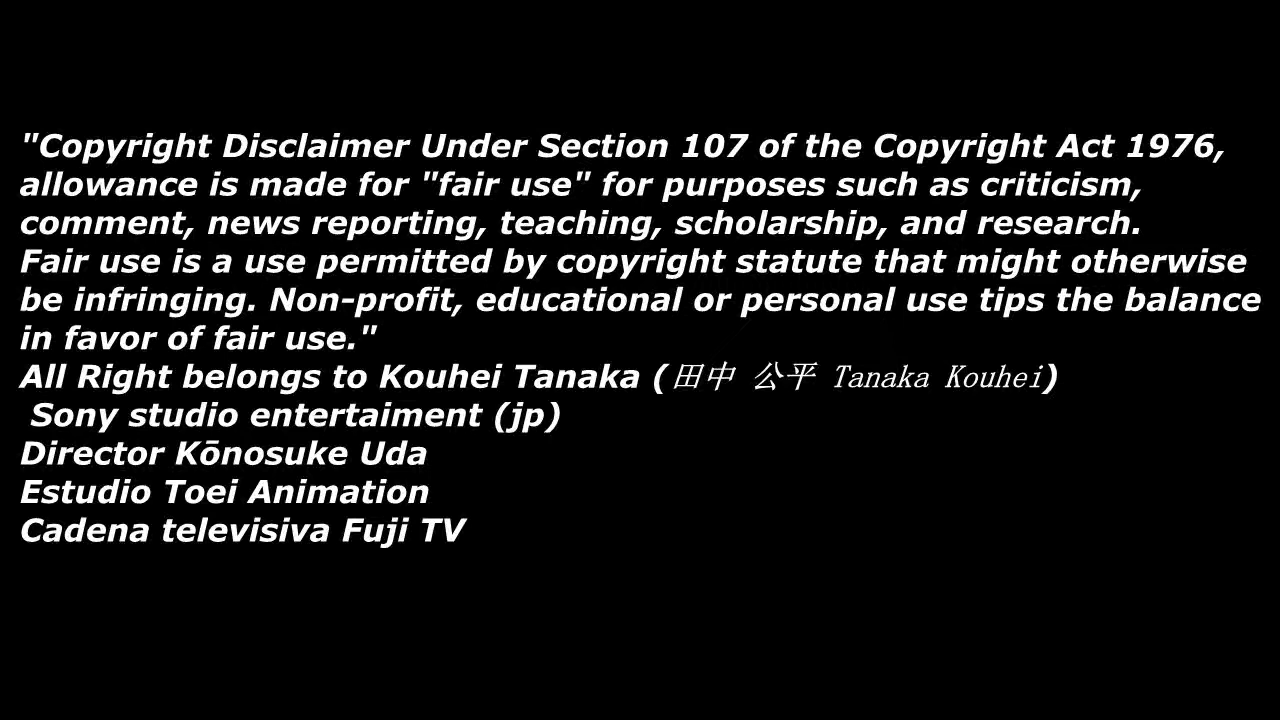 "Copyright Disclaimer Under Section 107 of the Copyright Act 1976,
allowance is made for "fair use" for purposes such as criticism,
comment, news reporting, teaching, scholarship, and research.
Fair use is a use permitted by copyright statute that might otherwise
be infringing. Non-profit, educational or personal use tips the balance
in favor of fair use."
All Right belongs to Kouhei Tanaka (田中 公平 Tanaka Kouhei)
Sony studio entertaiment (jp)
Director Kōnosuke Uda
Estudio Toei Animation
Cadena televisiva Fuji TV